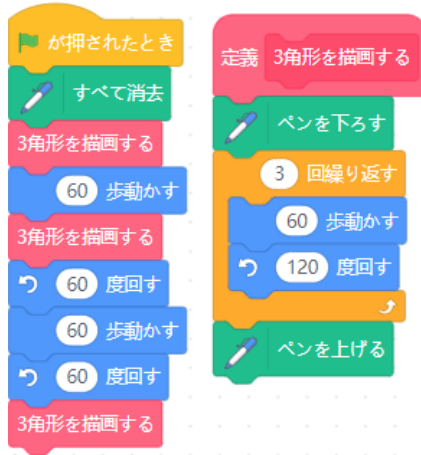 が押されたとき
すべて消去
3角形を描画する
60 歩動かす
3角形を描画する
60 度回す
60 歩動かす
60 度回す
3角形を描画する
定義 3角形を描画する
ペンを下ろす
3 回繰り返す
60 歩動かす
120 度回す
ペンを上げる